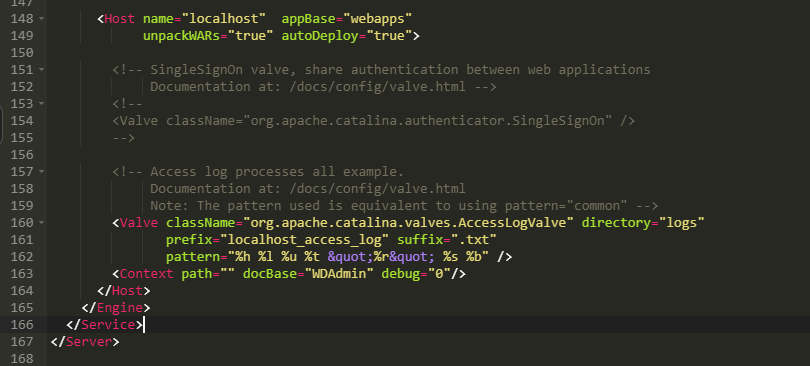 147
148 <Host name="localhost"  appBase="webapps"
149 unpackWARs="true" autoDeploy="true">
150
151 <!-- SingleSignOn valve, share authentication between web applications
152 Documentation at: /docs/config/valve.html -->
153 <!--
154 <Valve className="org.apache.catalina.authenticator.SingleSignOn" />
155 -->
156
157 <!-- Access log processes all example.
158 Documentation at: /docs/config/valve.html
159 Note: The pattern used is equivalent to using pattern="common" -->
160 <Valve className="org.apache.catalina.valves.AccessLogValve" directory="logs"
161 prefix="localhost_access_log" suffix=".txt"
162 pattern="%h %l %u %t &quot;%r&quot; %s %b" />
163 <Context path="" docBase="WDAdmin" debug="0"/>
164 </Host>
165 </Engine>
166 </Service>
167 </Server>
168